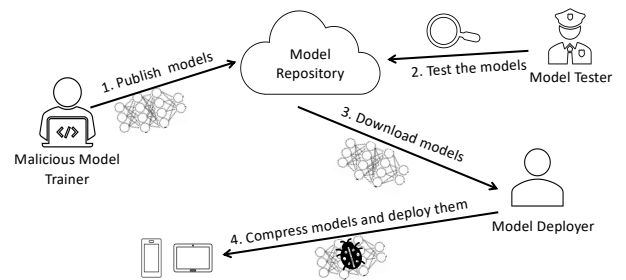 1. Publish models
Model
Repository
2. Test the models
Model Tester
</>
Malicious Model
Trainer
3. Download models
Model Deployer
4. Compress models and deploy them